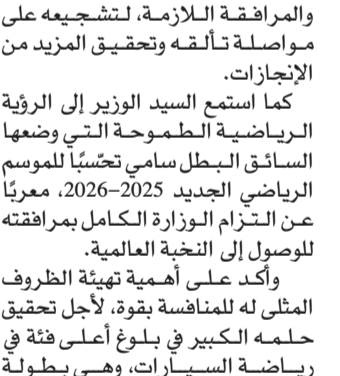 والمرافقة اللازمة، لتشجيعه على
مواصلة تألقه وتحقيق المزيد من
الإنجازات.
كما استمع السيد الوزير إلى الرؤية
الرياضية الطموحة التي وضعها
السائق البطل سامي تحسّبًا للموسم
الرياضي الجديد 2025–2026، معربًا
عن التزام الوزارة الكامل بمرافقته
للوصول إلى النخبة العالمية.
وأكد على أهمية تهيئة الظروف
المثلى له للمنافسة بقوة، لأجل تحقيق
حلمه الكبير في بلوغ أعلى فئة في
رياضة السيارات، وهي بطولة